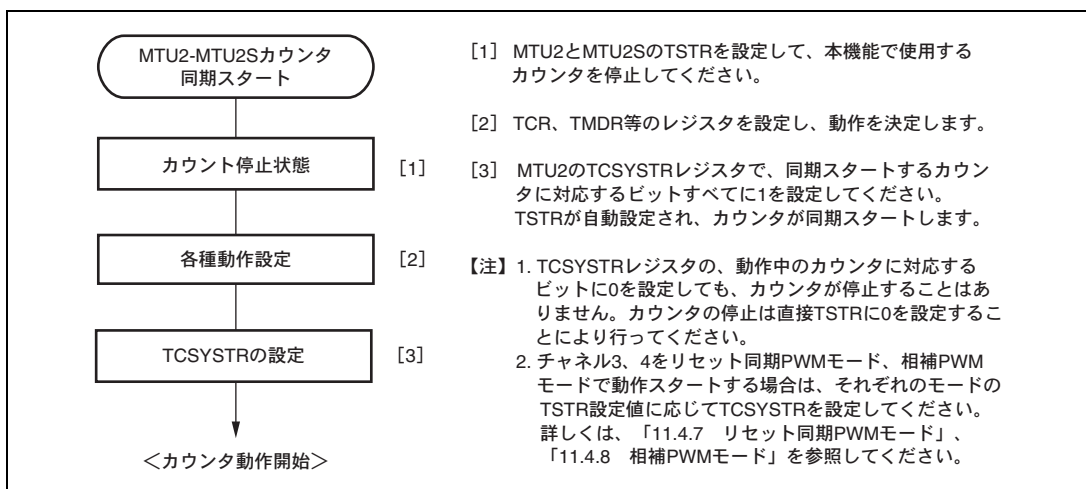 MTU2-MTU2Sカウンタ
同期スタート
カウント停止状態
[1]
各種動作設定
[2]
TCSYSTRの設定
[3]
＜カウンタ動作開始＞
[1] MTU2とMTU2SのTSTRを設定して、本機能で使用する
カウンタを停止してください。
[2] TCR、TMDR等のレジスタを設定し、動作を決定します。
[3] MTU2のTCSYSTRレジスタで、同期スタートするカウン
タに対応するビットすべてに1を設定してください。
TSTRが自動設定され、カウンタが同期スタートします。
【注】1. TCSYSTRレジスタの、動作中のカウンタに対応する
ビットに0を設定しても、カウンタが停止することはあ
りません。カウンタの停止は直接TSTRに0を設定するこ
とにより行ってください。
2. チャネル3、4をリセット同期PWMモード、相補PWM
モードで動作スタートする場合は、それぞれのモードの
TSTR設定値に応じてTCSYSTRを設定してください。
詳しくは、「11.4.7 リセット同期PWMモード」、
「11.4.8 相補PWMモード」を参照してください。